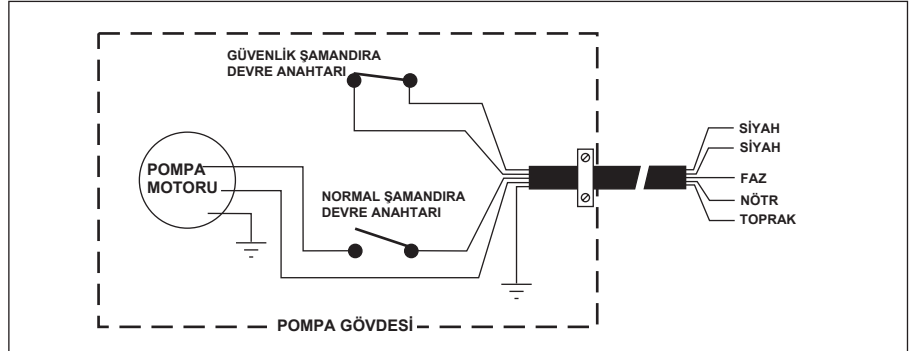 GÜVENLİK ŞAMANDIRA
DEVRE ANAHTARI
POMPA
MOTORU
NORMAL ŞAMANDIRA
DEVRE ANAHTARI
SİYAH
SİYAH
FAZ
NÖTR
TOPRAK
POMPA GÖVDESİ